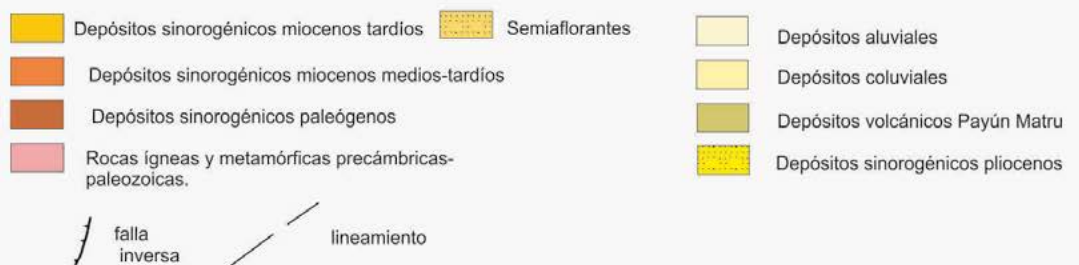 Depósitos sinorogénicos miocenos tardíos
Semiaflorantes
Depósitos sinorogénicos miocenos medios-tardíos
Depósitos sinorogénicos paleógenos
Rocas ígneas y metamórficas precámbricas-
paleozoicas.
falla
inversa
lineamiento
Depósitos aluviales
Depósitos coluviales
Depósitos volcánicos Payún Matru
Depósitos sinorogénicos pliocenos